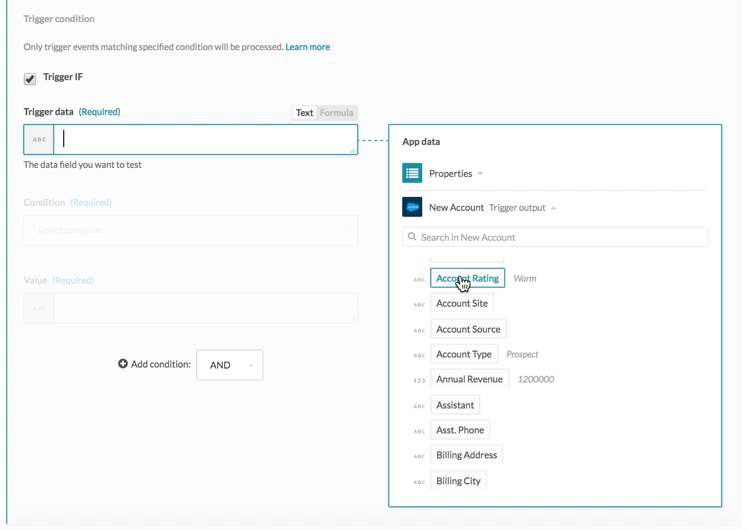 Trigger condition
Only trigger events matching specified condition will be processed. Learn more
Trigger IF
Trigger data (Required)
Text Formula
ABC
The data field you want to test
Condition (Required)
Select condition
Value (Required)
ABC
Add condition: AND
App data
Properties
New Account Trigger output
Search in New Account
ABC Account Rating Warm
ABC Account Site
ABC Account Source
ABC Account Type Prospect
123 Annual Revenue 1200000
ABC Assistant
ABC Asst. Phone
ABC Billing Address
ABC Billing City